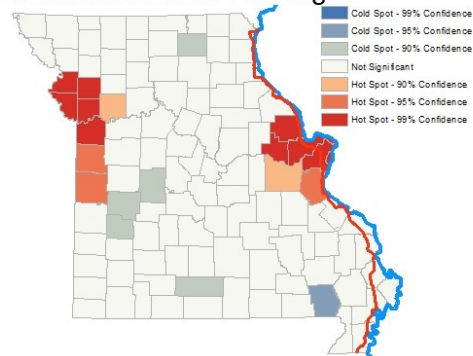 Cold Spot - 99% Confidence
Cold Spot - 95% Confidence
Cold Spot - 90% Confidence
Not Significant
Hot Spot - 90% Confidence
Hot Spot - 95% Confidence
Hot Spot - 99% Confidence